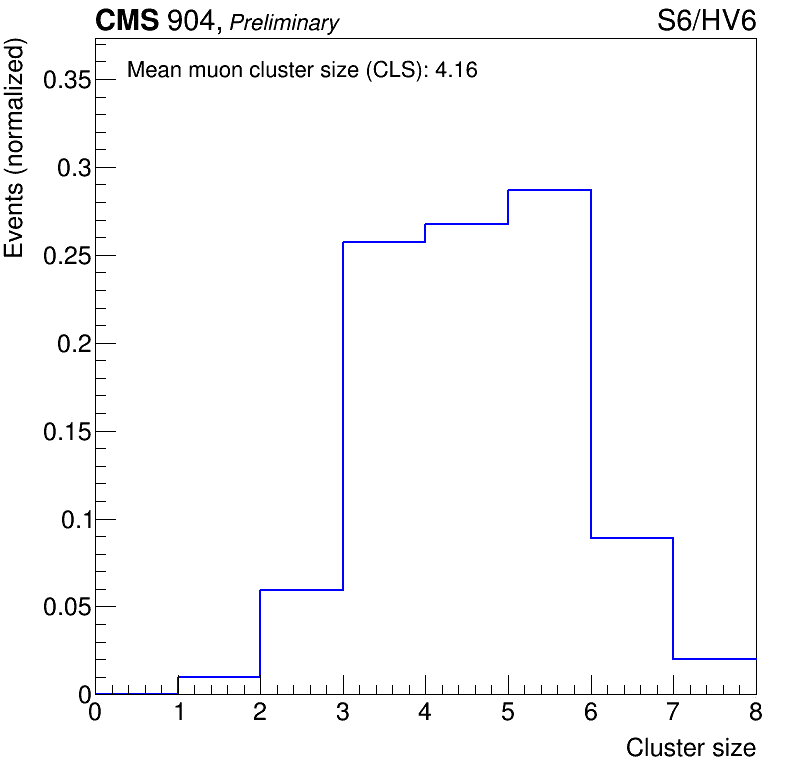 CMS 904, Preliminary S6/HV6
Mean muon cluster size (CLS): 4.16
Events (normalized)
0.35
0.3
0.25
0.2
0.15
0.1
0.05
0
0 1 2 3 4 5 6 7 8
Cluster size